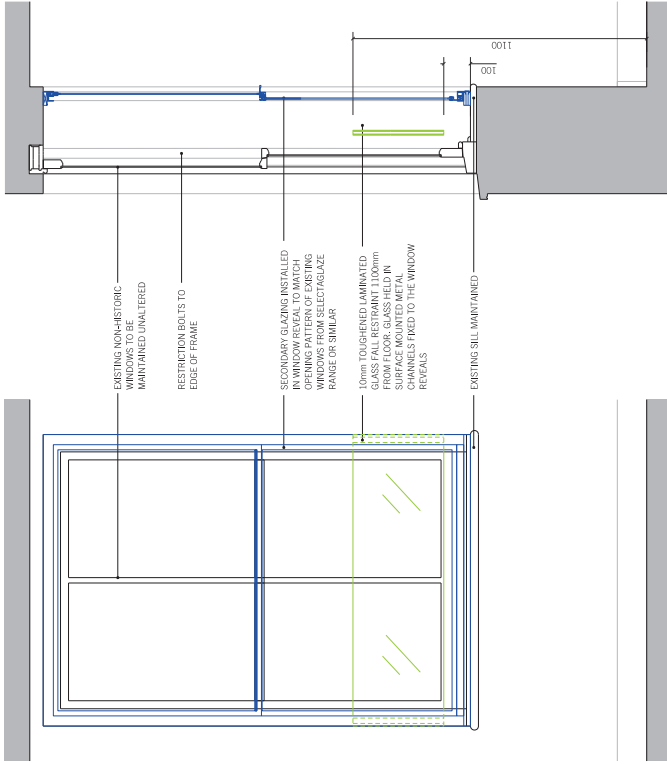 1100
100
EXISTING NON-HISTORIC
WINDOWS TO BE
MAINTAINED UNALTERED
RESTRICTION BOLTS TO
EDGE OF FRAME
SECONDARY GLAZING INSTALLED
IN WINDOW REVEAL TO MATCH
OPENING PATTERN OF EXISTING
WINDOWS FROM SELECTAGLAZE
RANGE OR SIMILAR
10mm TOUGHENED LAMINATED
GLASS FALL RESTRAINT 1100mm
FROM FLOOR. GLASS HELD IN
SURFACE MOUNTED METAL
CHANNELS FIXED TO THE WINDOW
REVEALS
EXISTING SILL MAINTAINED